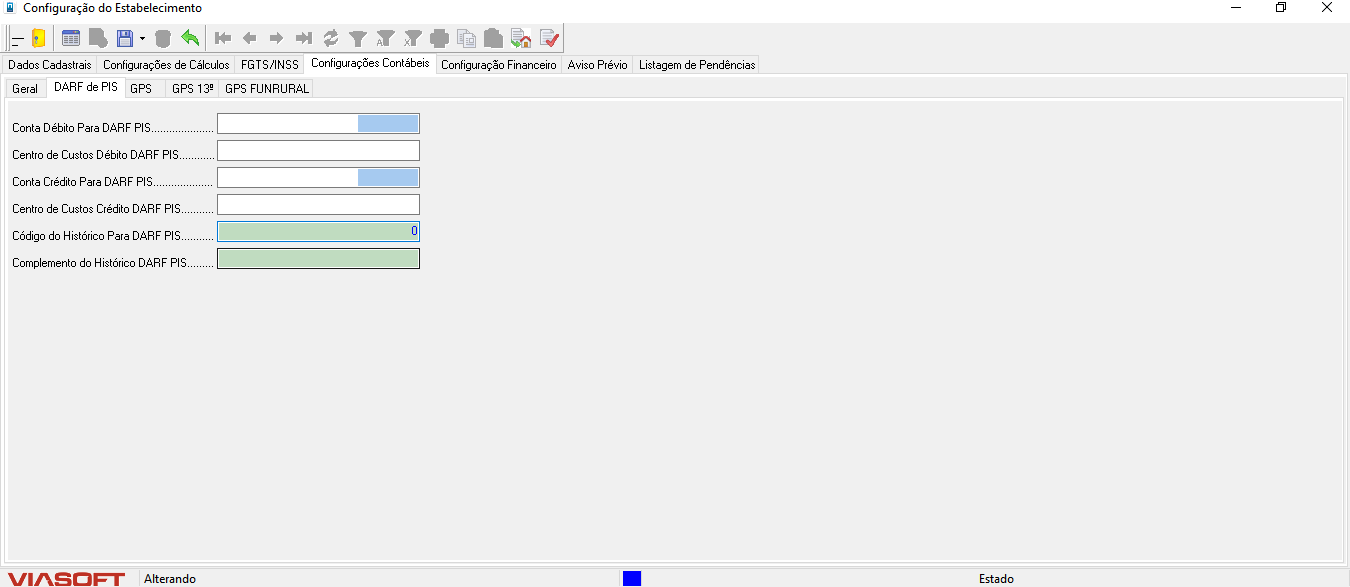 Configuração do Estabelecimento
Dados Cadastrais Configurações de Cálculos FGTS/INSS Configurações Contábeis Configuração Financeiro Aviso Prévio Listagem de Pendências
Geral DARF de PIS GPS GPS 13º GPS FUNRURAL
Conta Débito Para DARF PIS.....................
Centro de Custos Débito DARF PIS............
Conta Crédito Para DARF PIS....................
Centro de Custos Crédito DARF PIS...........
Código do Histórico Para DARF PIS........... 0
Complemento do Histórico DARF PIS.........
VIASOFT Alterando Estado